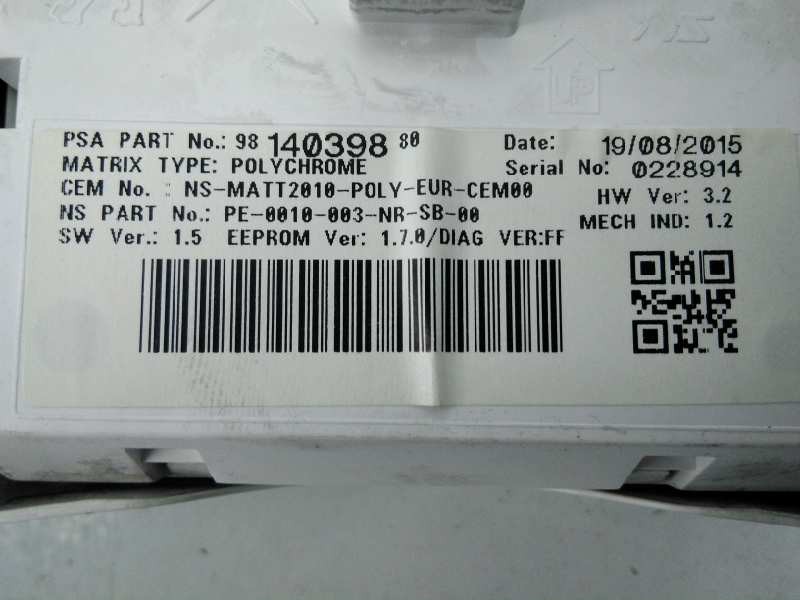 PSA PART No.: 98 140398 80 Date: 19/08/2015
MATRIX TYPE: POLYCHROME Serial No: 0228914
CEM No. : NS-MATT2010-POLY-EUR-CEM00 HW Ver: 3.2
NS PART No.: PE-0010-003-NR-SB-00 MECH IND: 1.2
SW Ver.: 1.5 EEPROM Ver: 1.7.0/DIAG VER:FF
UP